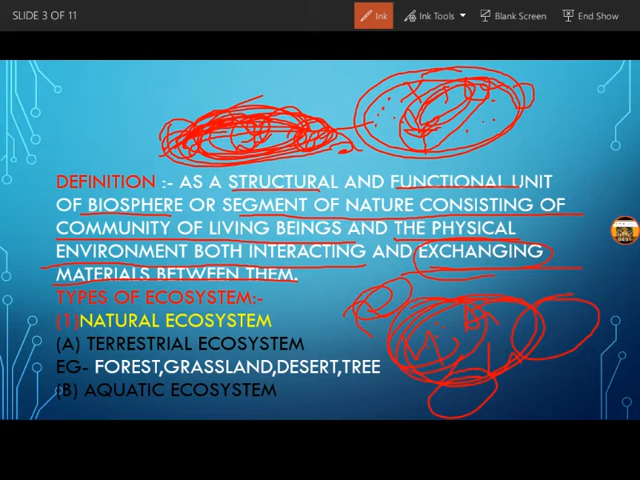 SLIDE 3 OF 11
Ink
Ink Tools
Blank Screen
End Show
DEFINITION :- AS A STRUCTURAL AND FUNCTIONAL UNIT
OF BIOSPHERE OR SEGMENT OF NATURE CONSISTING OF
COMMUNITY OF LIVING BEINGS AND THE PHYSICAL
ENVIRONMENT BOTH INTERACTING AND EXCHANGING
MATERIALS BETWEEN THEM.
TYPES OF ECOSYSTEM:-
(1)NATURAL ECOSYSTEM
(A) TERRESTRIAL ECOSYSTEM
EG- FOREST,GRASSLAND,DESERT,TREE
(B) AQUATIC ECOSYSTEM